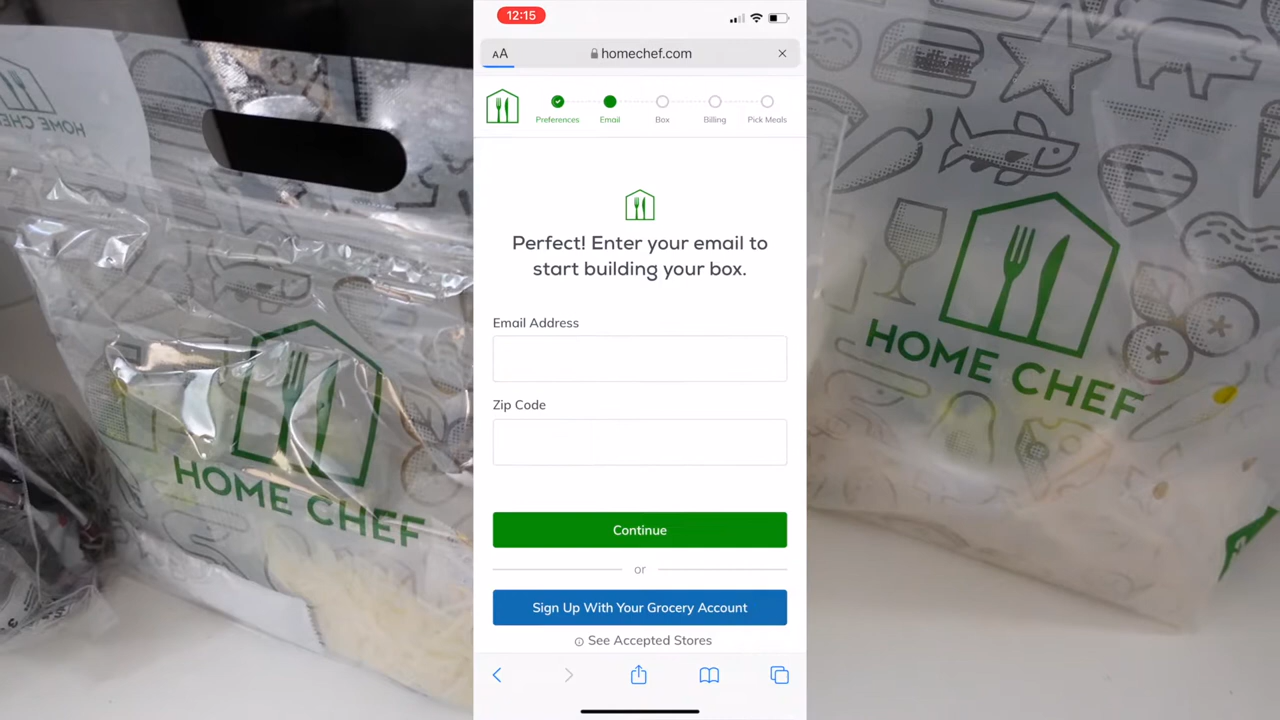 12:15
AA
homechef.com
Preferences
Email
Box
Billing
Pick Meals
Perfect! Enter your email to
start building your box.
Email Address
Zip Code
Continue
or
Sign Up With Your Grocery Account
See Accepted Stores
HOME CHEF
HOME CHEF
HOME CHEF